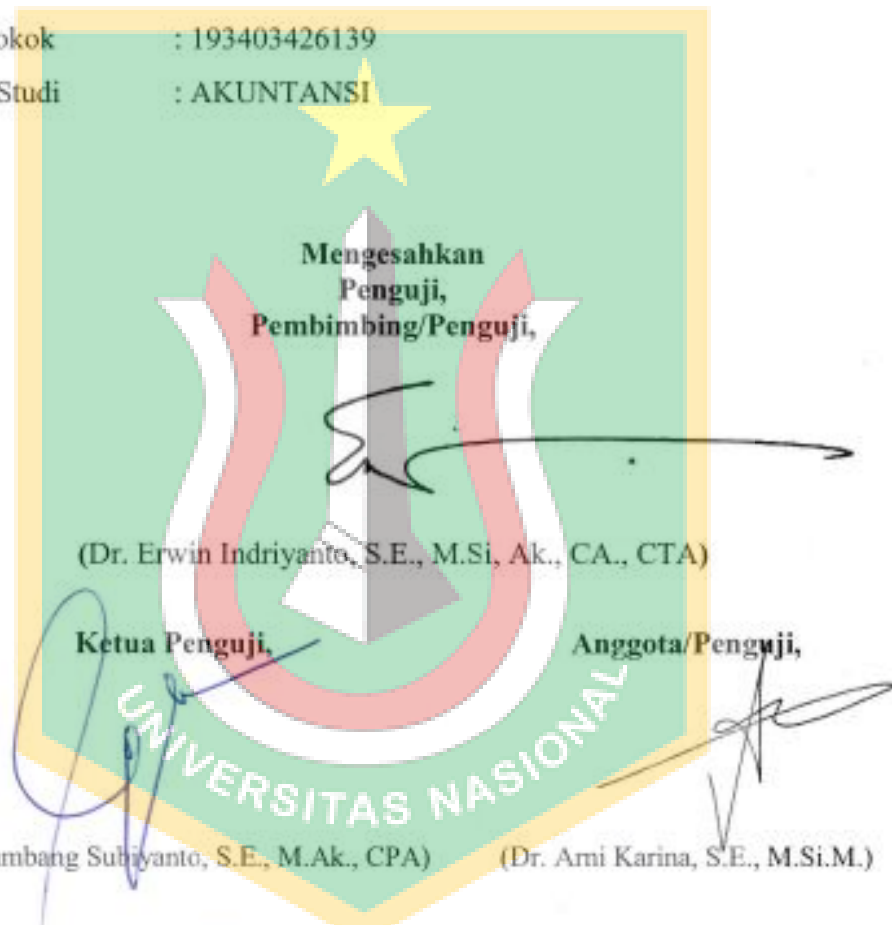 okok : 193403426139
Studi : AKUNTANSI
Mengesahkan
Penguji,
Pembimbing/Penguji,
(Dr. Erwin Indriyanto, S.E., M.Si, Ak., CA., CTA)
Ketua Penguji, Anggota/Penguji,
UNIVERSITAS NASIONAL
mbang Subiyanto, S.E., M.Ak., CPA) (Dr. Arni Karina, S.E., M.Si.M.)